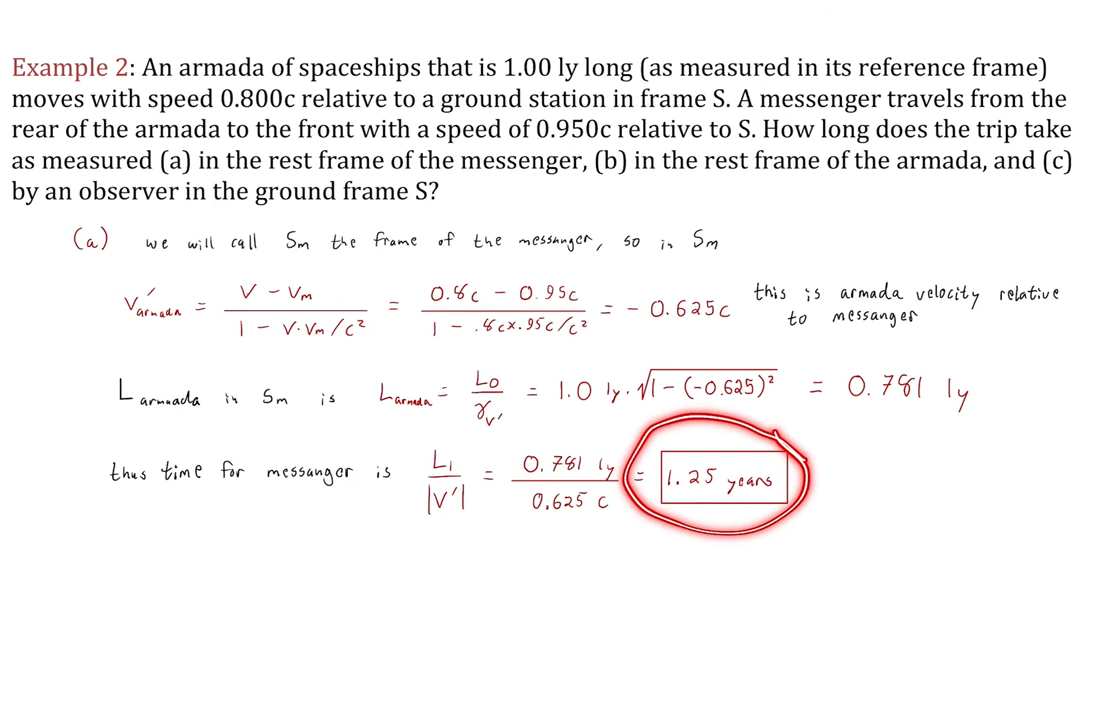 Example 2: An armada of spaceships that is 1.00 ly long (as measured in its reference frame)
moves with speed 0.800c relative to a ground station in frame S. A messenger travels from the
rear of the armada to the front with a speed of 0.950c relative to S. How long does the trip take
as measured (a) in the rest frame of the messenger, (b) in the rest frame of the armada, and (c)
by an observer in the ground frame S?
(a) we will call Sm the frame of the messanger, so in Sm
V'armada = V - Vm / 1 - V·Vm/c² = 0.8c - 0.95c / 1 - .8cx.95c/c² = - 0.625c this is armada velocity relative
to messanger
L armada in Sm is Larmada = Lo / γv' = 1.0 ly. √1-(-0.625)² = 0.781 ly
thus time for messanger is L1 / |V'| = 0.781 ly / 0.625 c = 1.25 years